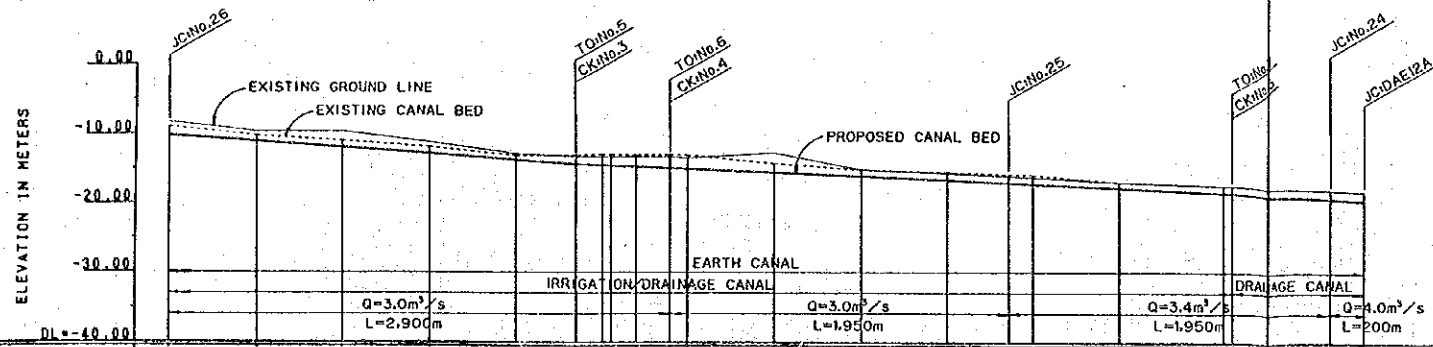 JC:No.26
TO:No.5
CK:No.3
TO:No.6
CK:No.4
JC:No.25
JC:No.24
JC:DAE12A
0.00
EXISTING GROUND LINE
EXISTING CANAL BED
PROPOSED CANAL BED
ELEVATION IN METERS
-10.00
-20.00
-30.00
DL=-40.00
EARTH CANAL
IRRIGATION/DRAINAGE CANAL
DRAINAGE CANAL
Q=3.0m³/s
L=2,900m
Q=3.0m³/s
L=1,950m
Q=3.4m³/s
L=1,950m
Q=4.0m³/s
L=200m